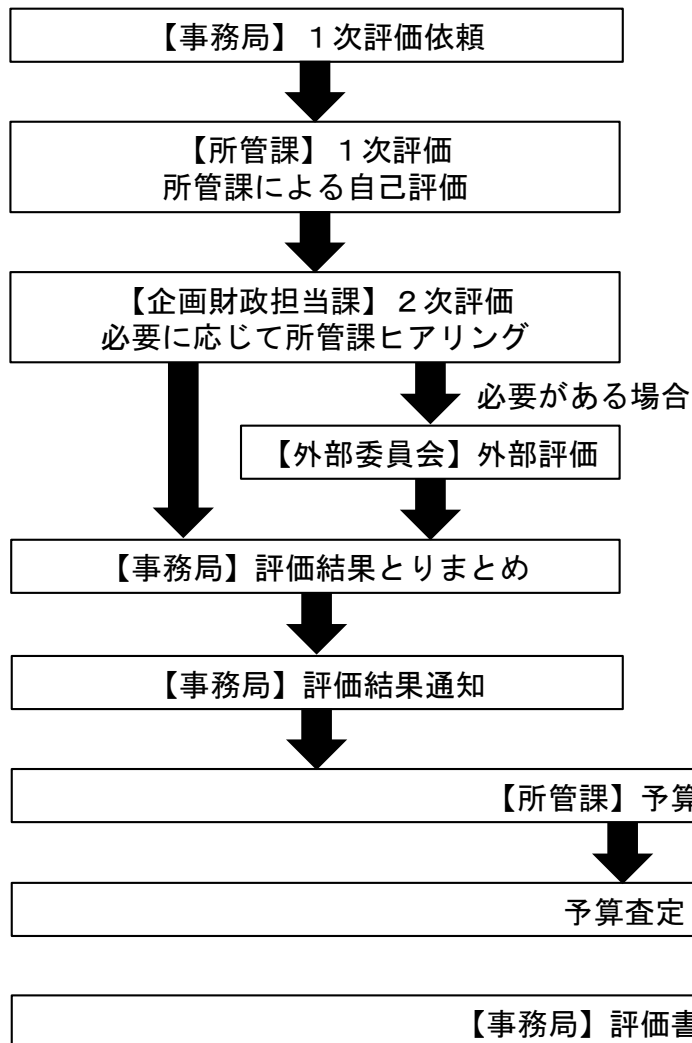 【事務局】１次評価依頼
【所管課】１次評価
所管課による自己評価
【企画財政担当課】２次評価
必要に応じて所管課ヒアリング
必要がある場合
【外部委員会】外部評価
【事務局】評価結果とりまとめ
【事務局】評価結果通知
【所管課】予算
予算査定
【事務局】評価書